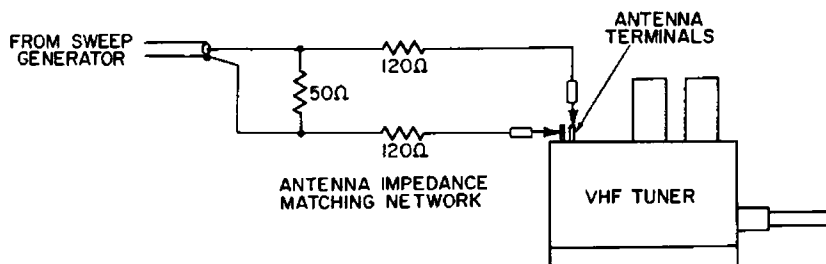 ANTENNA
TERMINALS
FROM SWEEP
GENERATOR
120Ω
50Ω
120Ω
ANTENNA IMPEDANCE
MATCHING NETWORK
VHF TUNER